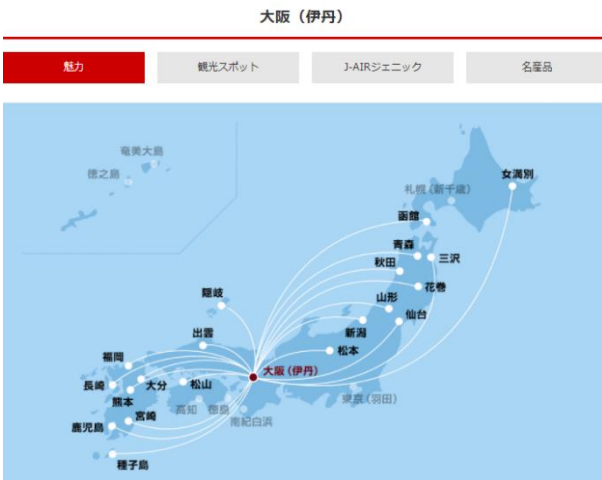 大阪（伊丹）
魅力
観光スポット
J-AIRジェニック
名産品
奄美大島
徳之島
女満別
札幌(新千歳)
函館
青森
三沢
秋田
花巻
隠岐
山形
仙台
出雲
新潟
松本
福岡
大阪(伊丹)
長崎
大分
松山
東京(羽田)
熊本
高知
徳島
宮崎
南紀白浜
鹿児島
種子島